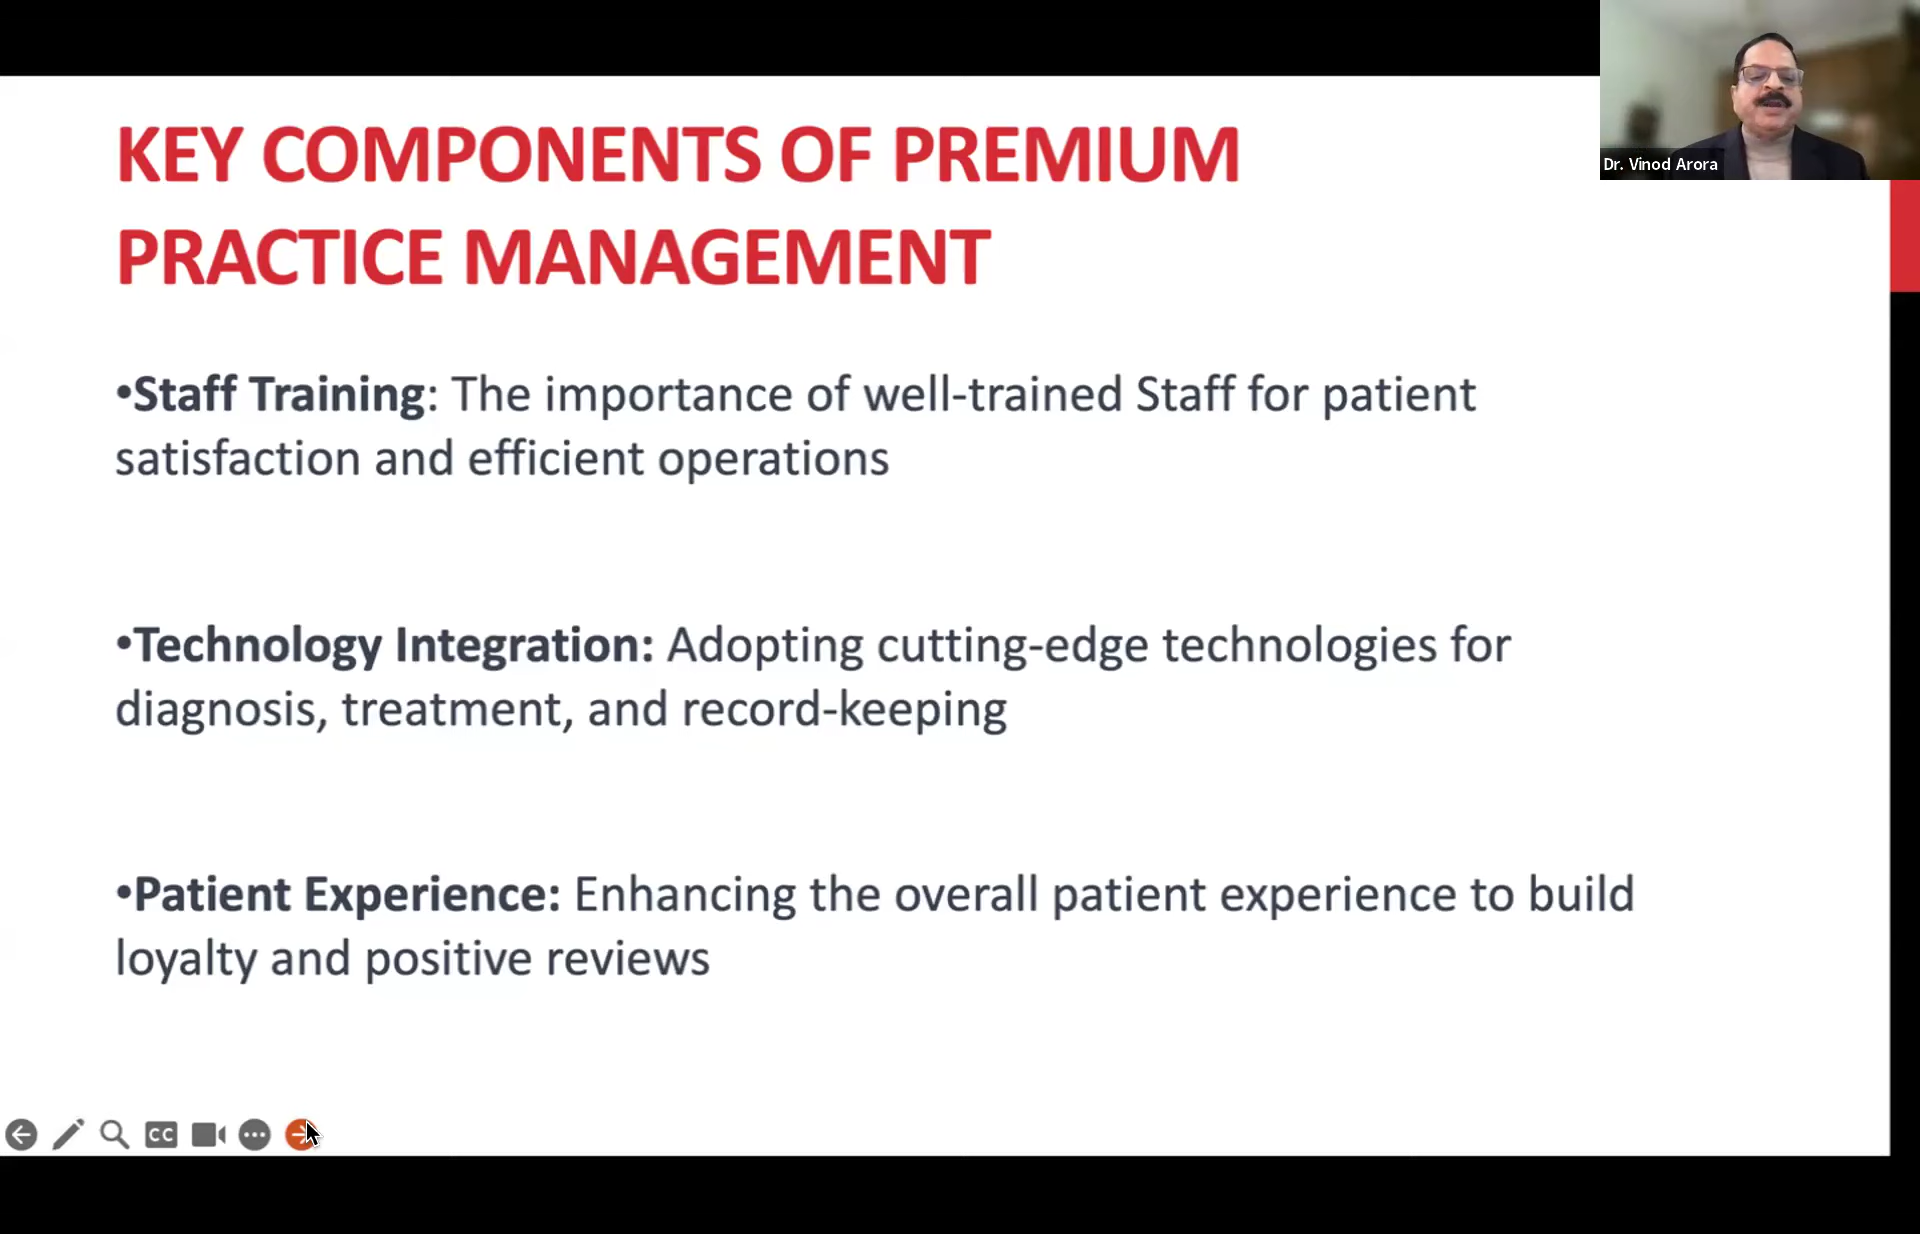 KEY COMPONENTS OF PREMIUM
PRACTICE MANAGEMENT
Dr. Vinod Arora
•Staff Training: The importance of well-trained Staff for patient
satisfaction and efficient operations
•Technology Integration: Adopting cutting-edge technologies for
diagnosis, treatment, and record-keeping
•Patient Experience: Enhancing the overall patient experience to build
loyalty and positive reviews
CC